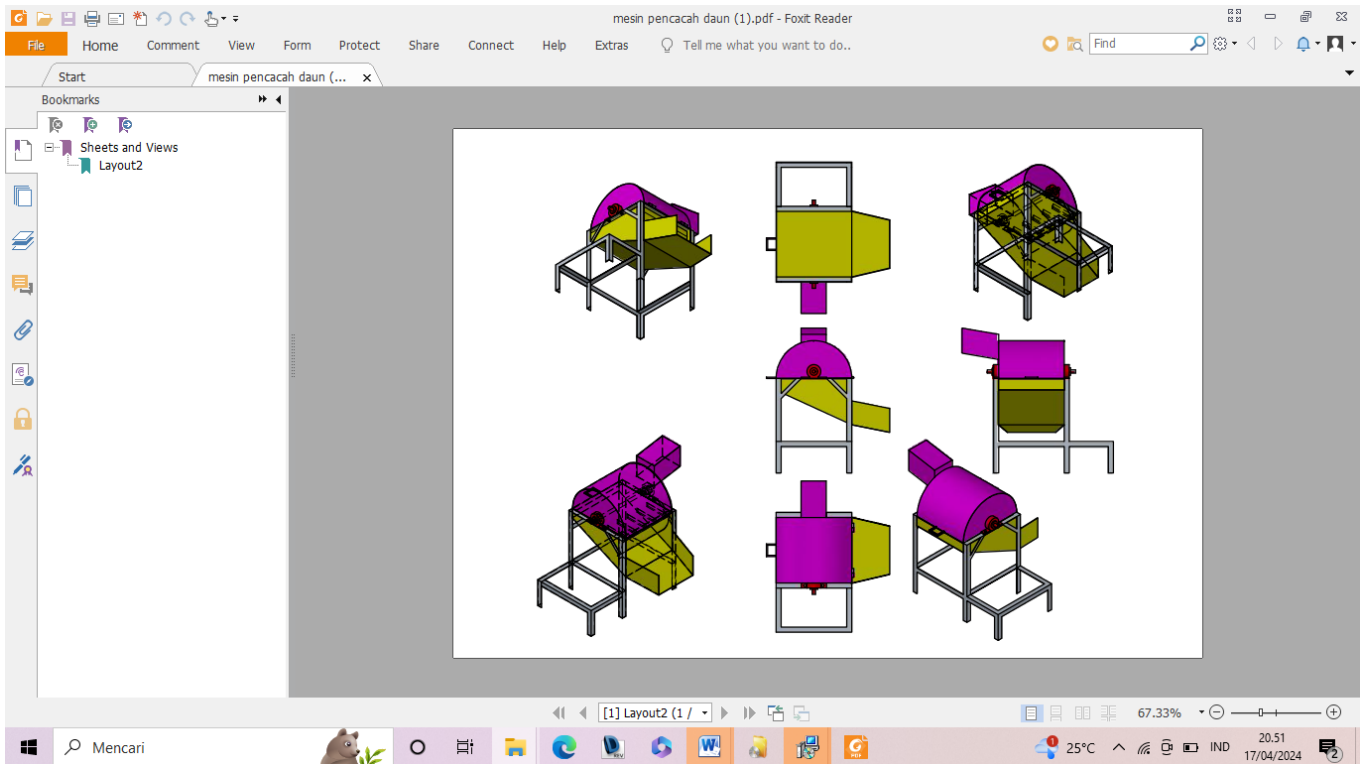 mesin pencacah daun (1).pdf - Foxit Reader
File Home Comment View Form Protect Share Connect Help Extras Tell me what you want to do.. Find
Start mesin pencacah daun (...
Bookmarks
Sheets and Views
Layout2
[1] Layout2 (1 / 67.33%
Mencari 1 25°C IND 20.51
17/04/2024 2